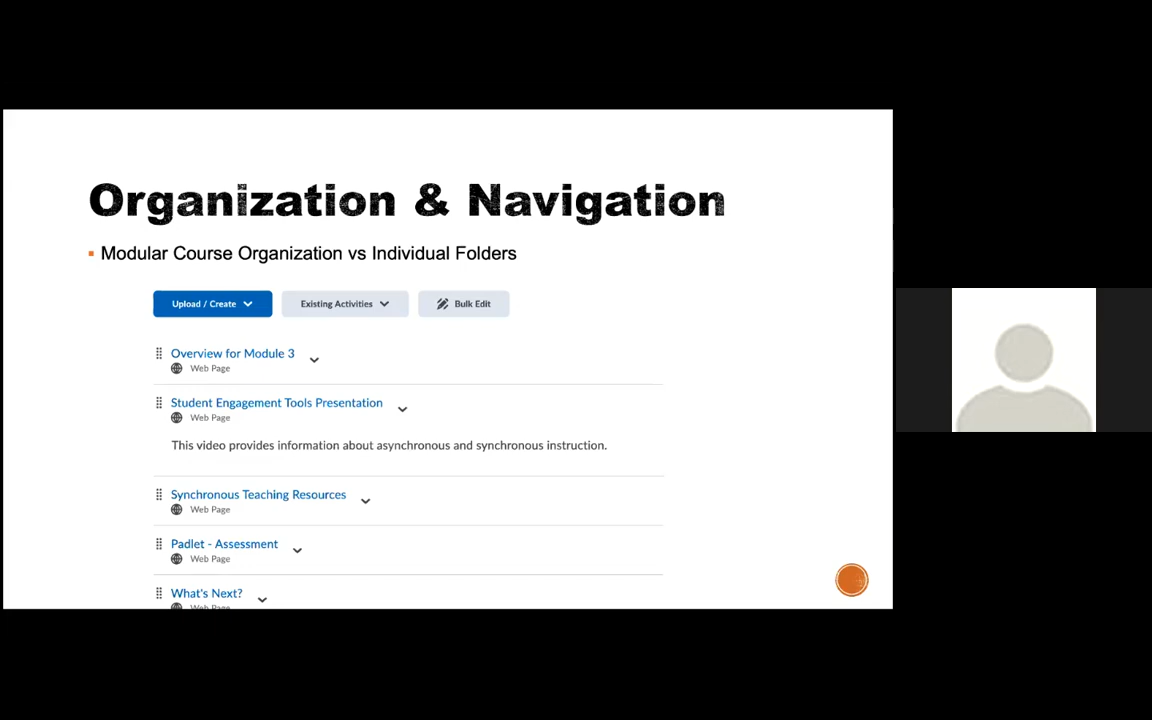 Organization & Navigation
Modular Course Organization vs Individual Folders
Upload / Create Existing Activities Bulk Edit
Overview for Module 3
Web Page
Student Engagement Tools Presentation
Web Page
This video provides information about asynchronous and synchronous instruction.
Synchronous Teaching Resources
Web Page
Padlet - Assessment
Web Page
What's Next?
Web Page